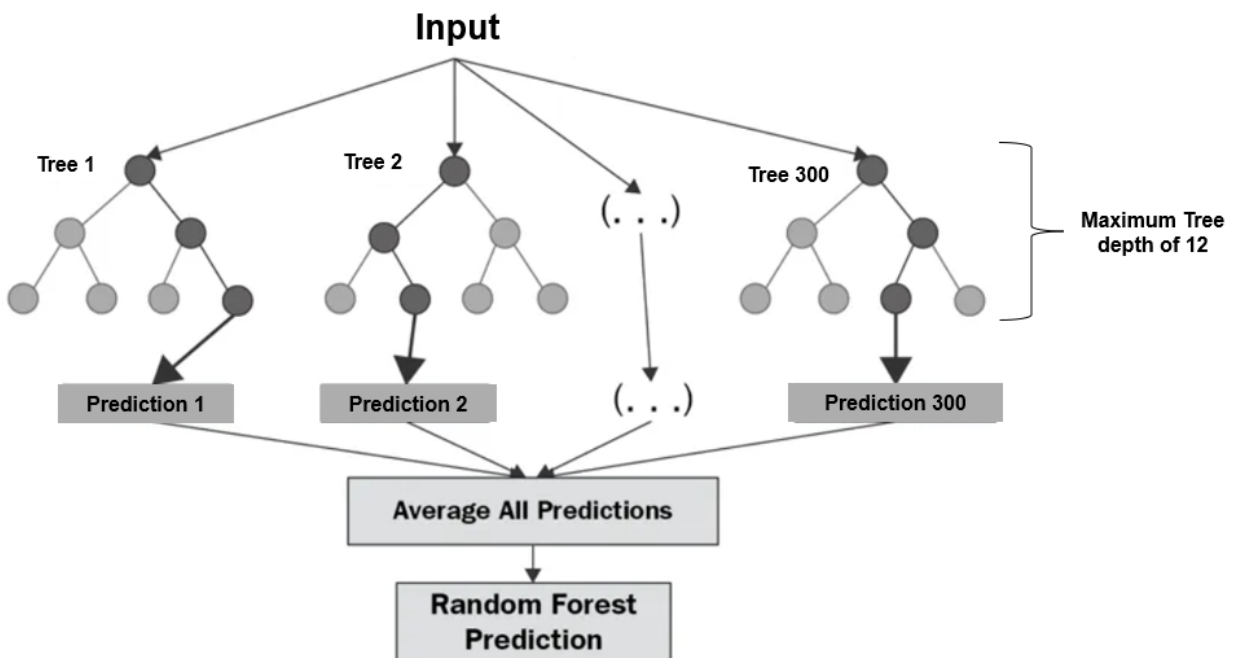 Input
Tree 1
Tree 2
Tree 300
(. . .)
Maximum Tree
depth of 12
Prediction 1
Prediction 2
(. . .)
Prediction 300
Average All Predictions
Random Forest
Prediction